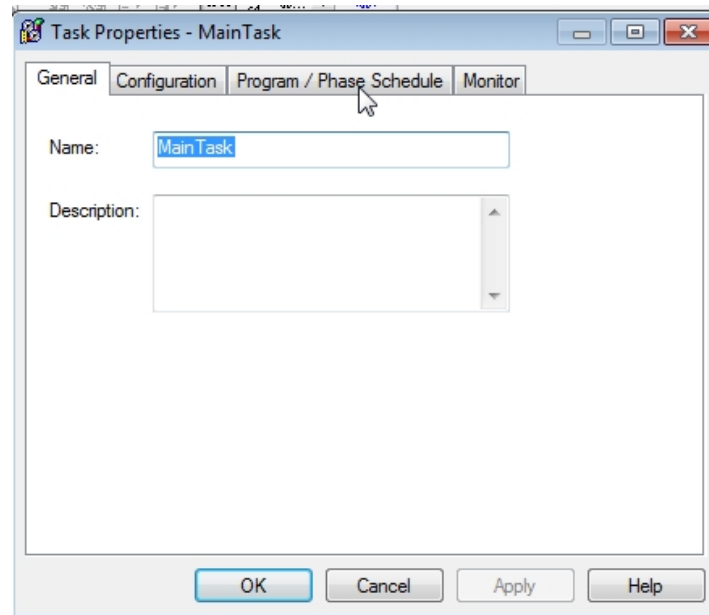 Task Properties - MainTask
General Configuration Program / Phase Schedule Monitor
Name: MainTask
Description:
OK Cancel Apply Help